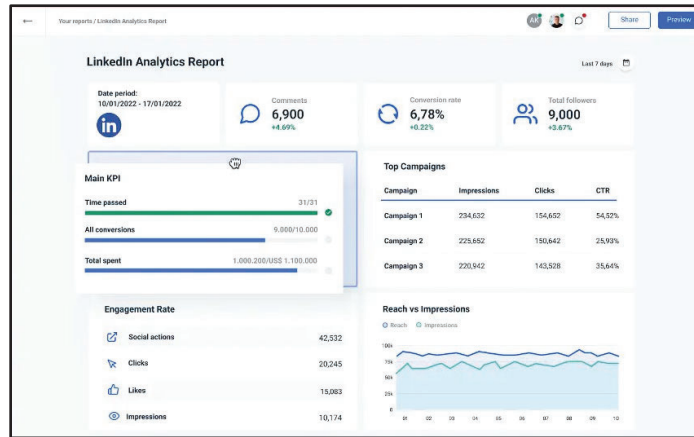 Your reports / LinkedIn Analytics Report
AK
Share
Preview
LinkedIn Analytics Report
Last 7 days
Date period:
10/01/2022 - 17/01/2022
in
Comments
6,900
+4.69%
Conversion rate
6,78%
+0.22%
Total followers
9,000
+3.67%
Main KPI
Time passed 31/31
All conversions 9.000/10.000
Total spent 1.000.200/US$ 1.100.000
Top Campaigns
Campaign Impressions Clicks CTR
Campaign 1 234,632 154,652 54,52%
Campaign 2 225,652 150,642 25,93%
Campaign 3 220,942 143,528 35,64%
Engagement Rate
Social actions 42,532
Clicks 20,245
Likes 15,083
Impressions 10,174
Reach vs Impressions
Reach Impressions
100k
75k
50k
25k
0
01 02 03 04 05 06 07 08 09 10